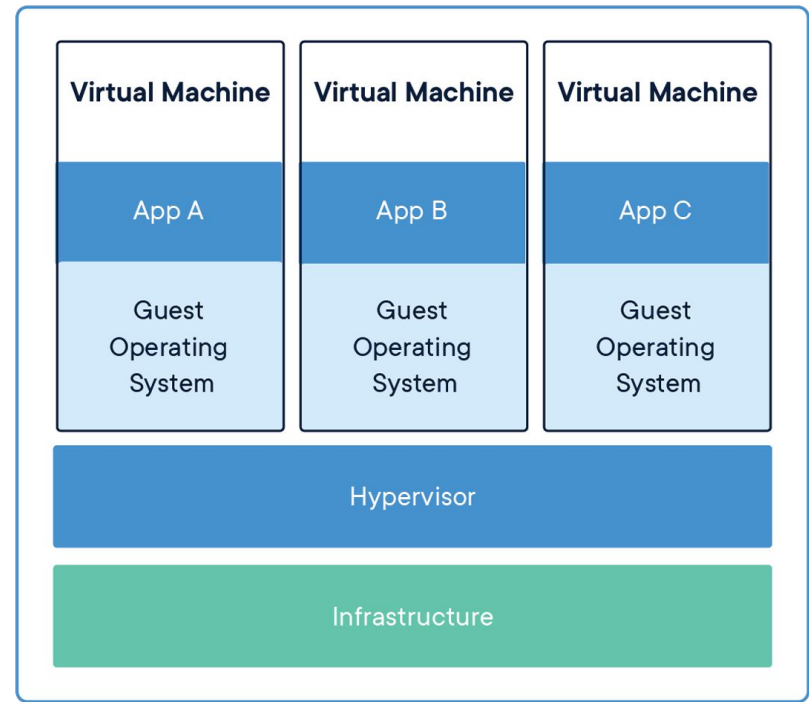 Virtual Machine
Virtual Machine
Virtual Machine
App A
App B
App C
Guest
Operating
System
Guest
Operating
System
Guest
Operating
System
Hypervisor
Infrastructure